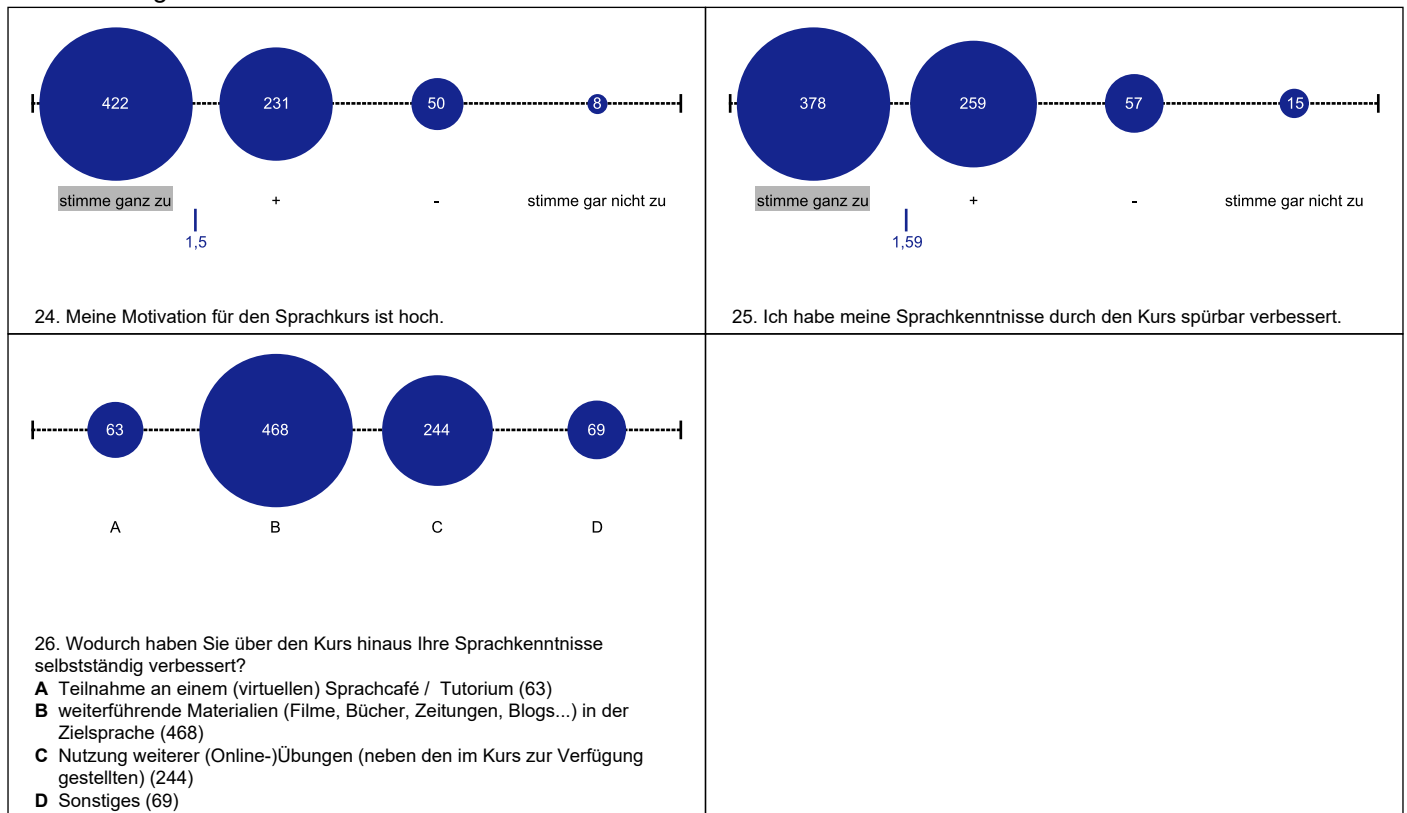 422 231 50 8
stimme ganz zu + - stimme gar nicht zu
1,5
24. Meine Motivation für den Sprachkurs ist hoch.
378 259 57 15
stimme ganz zu + - stimme gar nicht zu
1,59
25. Ich habe meine Sprachkenntnisse durch den Kurs spürbar verbessert.
63 468 244 69
A B C D
26. Wodurch haben Sie über den Kurs hinaus Ihre Sprachkenntnisse
selbstständig verbessert?
A Teilnahme an einem (virtuellen) Sprachcafé / Tutorium (63)
B weiterführende Materialien (Filme, Bücher, Zeitungen, Blogs...) in der
Zielsprache (468)
C Nutzung weiterer (Online-)Übungen (neben den im Kurs zur Verfügung
gestellten) (244)
D Sonstiges (69)